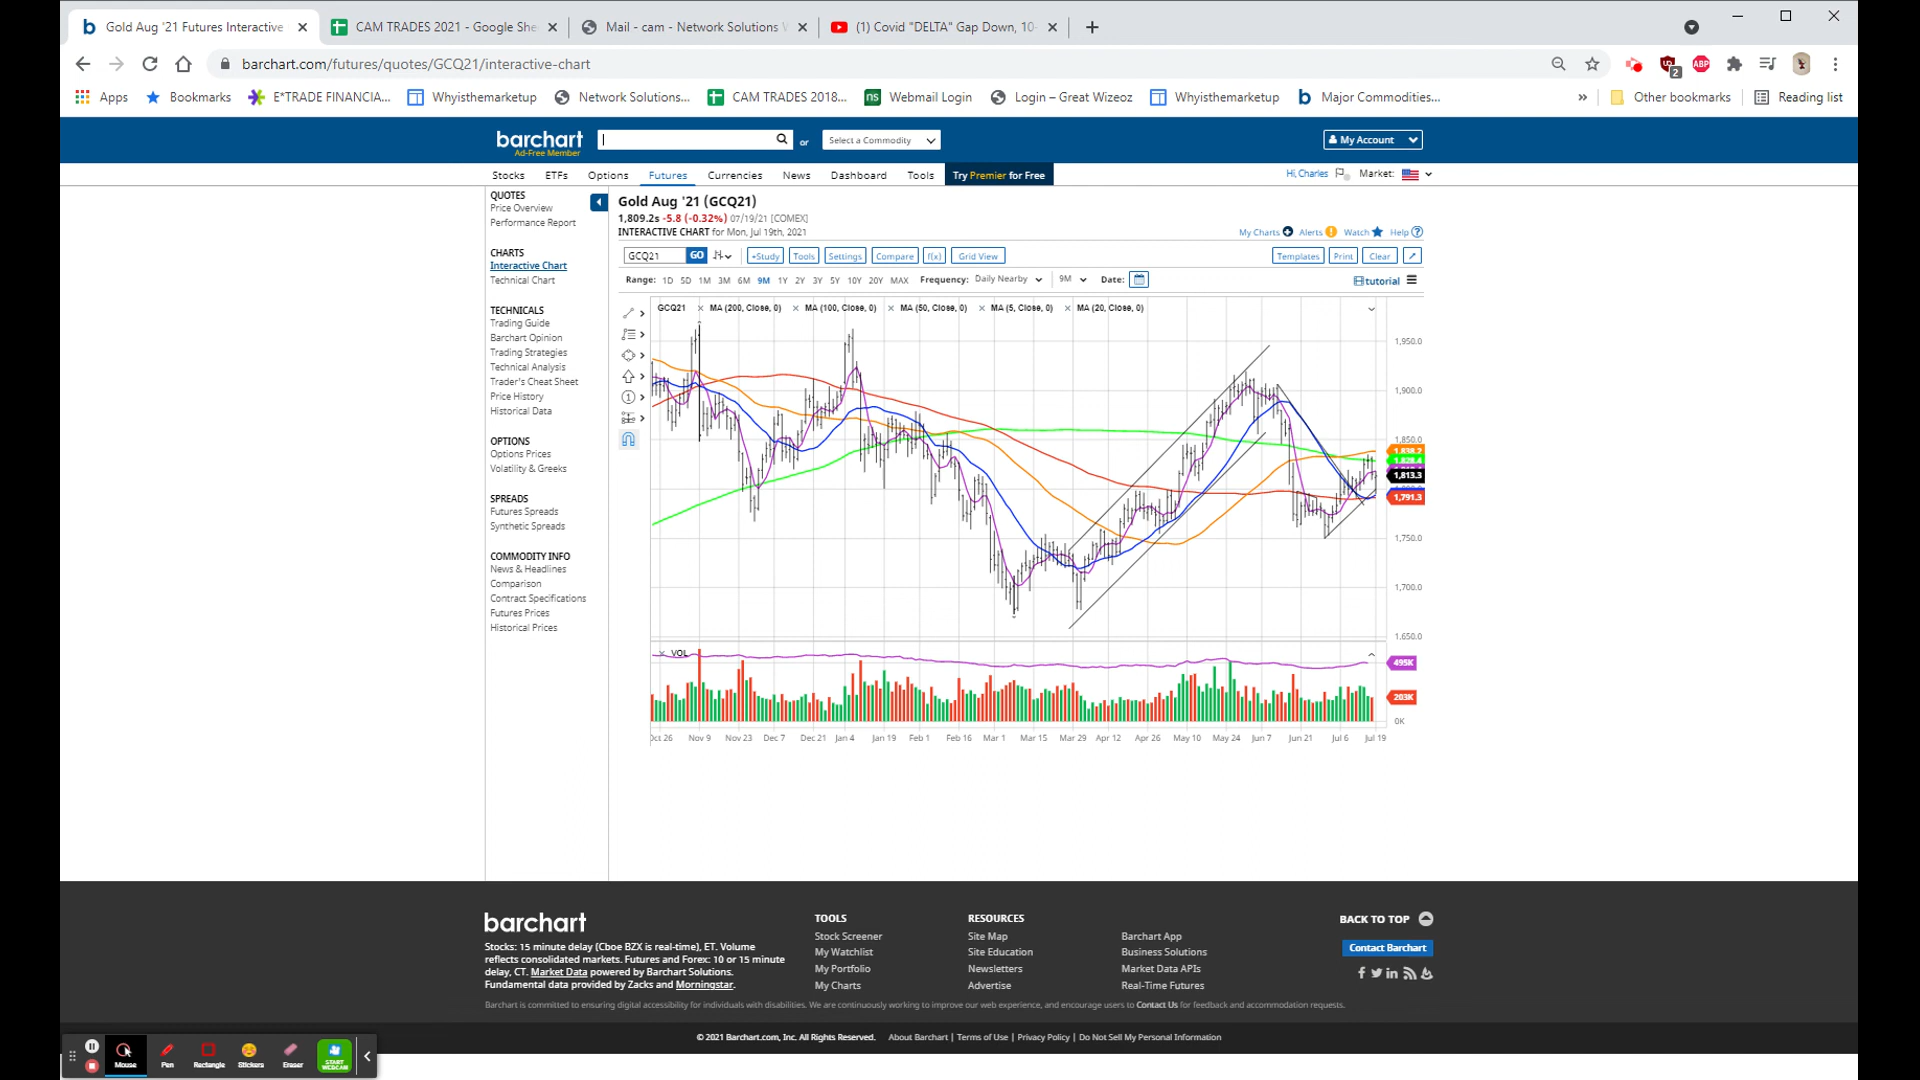 Gold Aug '21 Futures Interactive
CAM TRADES 2021 - Google She
Mail - cam - Network Solutions W
(1) Covid "DELTA" Gap Down, 10-
barchart.com/futures/quotes/GCQ21/interactive-chart
2
ABP
Apps
Bookmarks
E*TRADE FINANCIA...
Whyisthemarketup
Network Solutions...
CAM TRADES 2018...
ns Webmail Login
Login – Great Wizeoz
Whyisthemarketup
Major Commodities...
»
Other bookmarks
Reading list
barchart
Ad-Free Member
or
Select a Commodity
My Account
Stocks ETFs Options Futures Currencies News Dashboard Tools Try Premier for Free
Hi, Charles
Market:
QUOTES
Price Overview
Performance Report
CHARTS
Interactive Chart
Technical Chart
TECHNICALS
Trading Guide
Barchart Opinion
Trading Strategies
Technical Analysis
Trader's Cheat Sheet
Price History
Historical Data
OPTIONS
Options Prices
Volatility & Greeks
SPREADS
Futures Spreads
Synthetic Spreads
COMMODITY INFO
News & Headlines
Comparison
Contract Specifications
Futures Prices
Historical Prices
Gold Aug '21 (GCQ21)
1,809.2s -5.8 (-0.32%) 07/19/21 [COMEX]
INTERACTIVE CHART for Mon, Jul 19th, 2021
My Charts Alerts Watch Help
GCQ21 GO +Study Tools Settings Compare f(x) Grid View Templates Print Clear
Range: 1D 5D 1M 3M 6M 9M 1Y 2Y 3Y 5Y 10Y 20Y MAX Frequency: Daily Nearby 9M Date:
tutorial
GCQ21 × MA (200, Close, 0) × MA (100, Close, 0) × MA (50, Close, 0) × MA (5, Close, 0) × MA (20, Close, 0)
1,950.0
1,900.0
1,850.0
1,838.2
1,813.3
1,791.3
1,750.0
1,700.0
1,650.0
× VOL
495K
203K
0K
Oct 26 Nov 9 Nov 23 Dec 7 Dec 21 Jan 4 Jan 19 Feb 1 Feb 16 Mar 1 Mar 15 Mar 29 Apr 12 Apr 26 May 10 May 24 Jun 7 Jun 21 Jul 6 Jul 19
barchart
Stocks: 15 minute delay (Cboe BZX is real-time), ET. Volume
reflects consolidated markets. Futures and Forex: 10 or 15 minute
delay, CT. Market Data powered by Barchart Solutions.
Fundamental data provided by Zacks and Morningstar.
TOOLS
Stock Screener
My Watchlist
My Portfolio
My Charts
RESOURCES
Site Map
Site Education
Newsletters
Advertise
Barchart App
Business Solutions
Market Data APIs
Real-Time Futures
BACK TO TOP
Contact Barchart
Barchart is committed to ensuring digital accessibility for individuals with disabilities. We are continuously working to improve our web experience, and encourage users to Contact Us for feedback and accommodation requests.
© 2021 Barchart.com, Inc. All Rights Reserved. About Barchart | Terms of Use | Privacy Policy | Do Not Sell My Personal Information
Mouse Pen Rectangle Stickers Eraser START WEBCAM